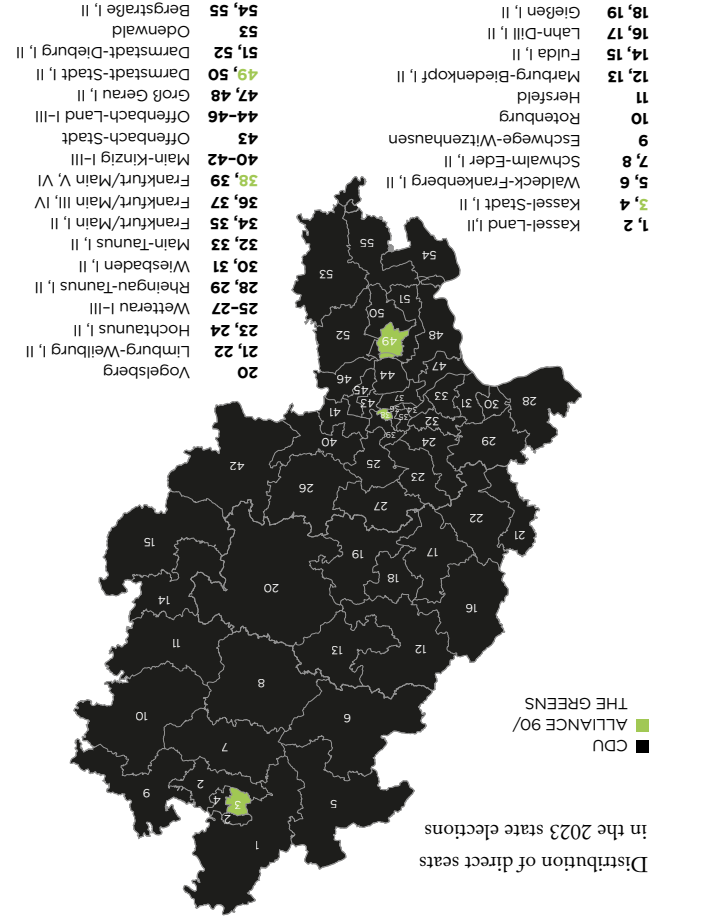 Distribution of direct seats
in the 2023 state elections
CDU
ALLIANCE 90/
THE GREENS
1
2
5
3
4
9
2
7
6
10
8
12
13
11
16
14
20
18
19
17
15
21
22
27
26
23
42
25
29
24
40
39
32
35
38
34
41
36
43
28
30
31
33
37
45
46
44
47
49
48
52
50
51
53
54
55
1, 2 Kassel-Land I,II
3, 4 Kassel-Stadt I, II
5, 6 Waldeck-Frankenberg I, II
7, 8 Schwalm-Eder I, II
9 Eschwege-Witzenhausen
10 Rotenburg
11 Hersfeld
12, 13 Marburg-Biedenkopf I, II
14, 15 Fulda I, II
16, 17 Lahn-Dill I, II
18, 19 Gießen I, II
20 Vogelsberg
21, 22 Limburg-Weilburg I, II
23, 24 Hochtaunus I, II
25–27 Wetterau I–III
28, 29 Rheingau-Taunus I, II
30, 31 Wiesbaden I, II
32, 33 Main-Taunus I, II
34, 35 Frankfurt/Main I, II
36, 37 Frankfurt/Main III, IV
38, 39 Frankfurt/Main V, VI
40–42 Main-Kinzig I–III
43 Offenbach-Stadt
44–46 Offenbach-Land I–III
47, 48 Groß Gerau I, II
49, 50 Darmstadt-Stadt I, II
51, 52 Darmstadt-Dieburg I, II
53 Odenwald
54, 55 Bergstraße I, II